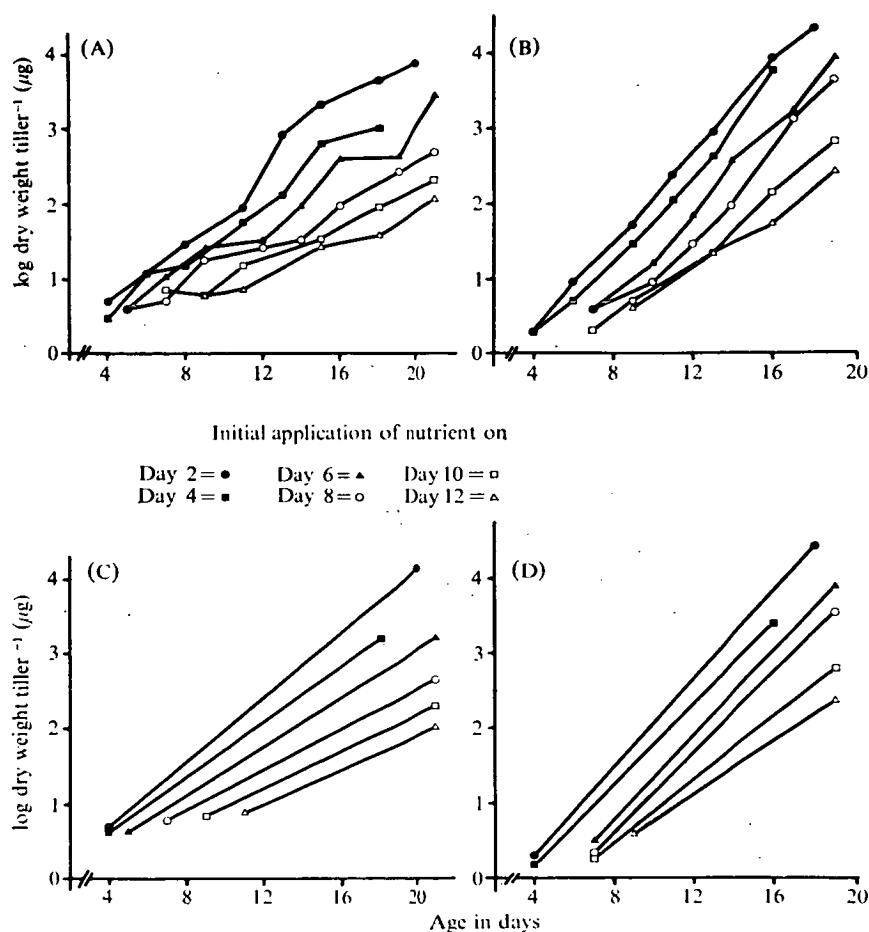 (A)
(B)
log dry weight tiller⁻¹ (µg)
4
3
2
1
0
4 8 12 16 20
4
3
2
1
0
4 8 12 16 20
Initial application of nutrient on
Day 2 = ● Day 6 = ▲ Day 10 = □
Day 4 = ■ Day 8 = ○ Day 12 = △
(C)
(D)
log dry weight tiller⁻¹ (µg)
4
3
2
1
0
4 8 12 16 20
4
3
2
1
0
4 8 12 16 20
Age in days